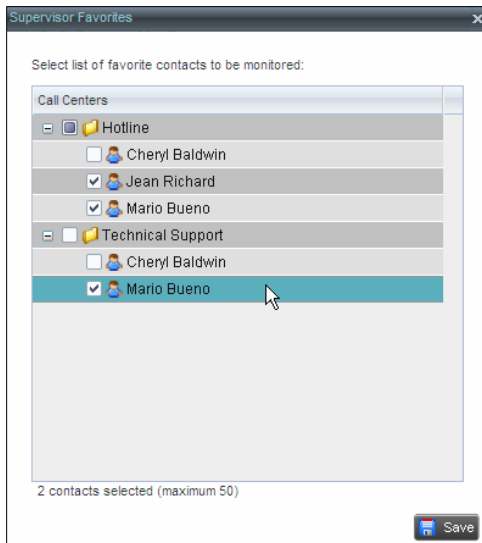 Supervisor Favorites
Select list of favorite contacts to be monitored:
Call Centers
Hotline
Cheryl Baldwin
Jean Richard
Mario Bueno
Technical Support
Cheryl Baldwin
Mario Bueno
2 contacts selected (maximum 50)
Save